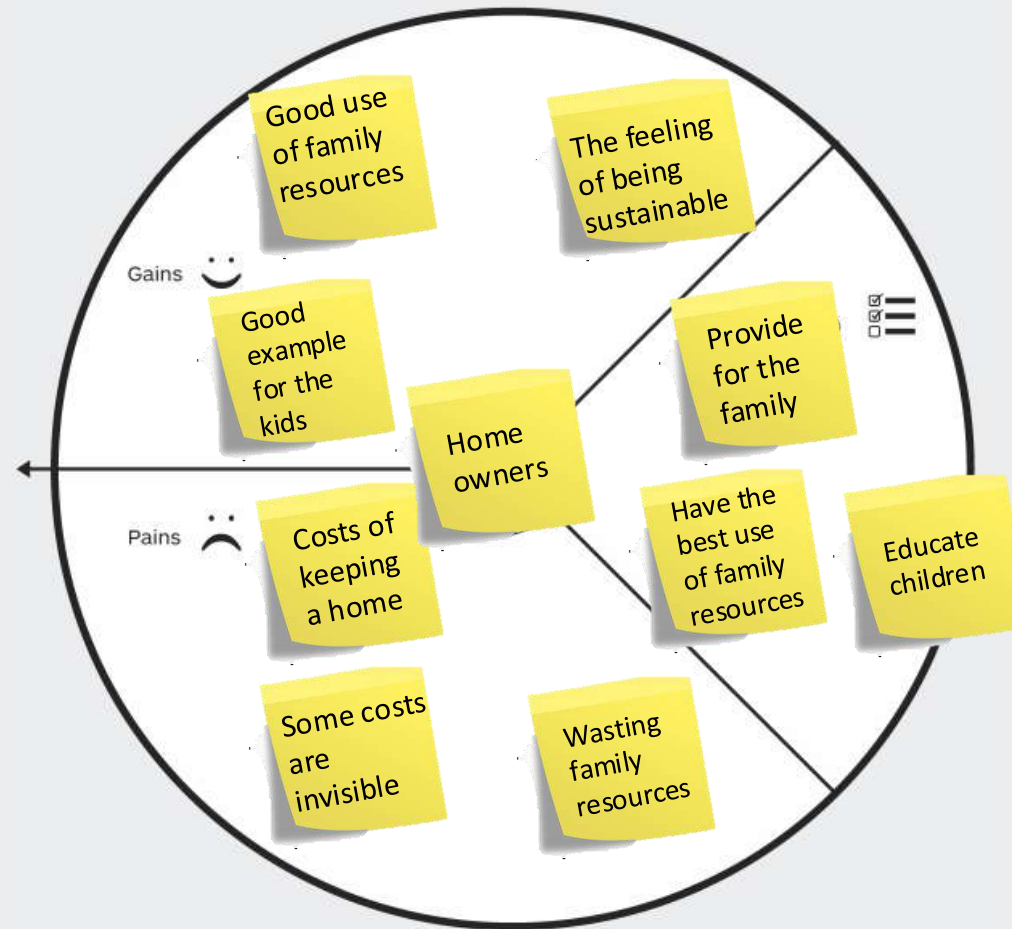 Good use
of family
resources
The feeling
of being
sustainable
Gains
Good
example
for the
kids
Provide
for the
family
Home
owners
Pains
Costs of
keeping
a home
Have the
best use
of family
resources
Educate
children
Some costs
are
invisible
Wasting
family
resources